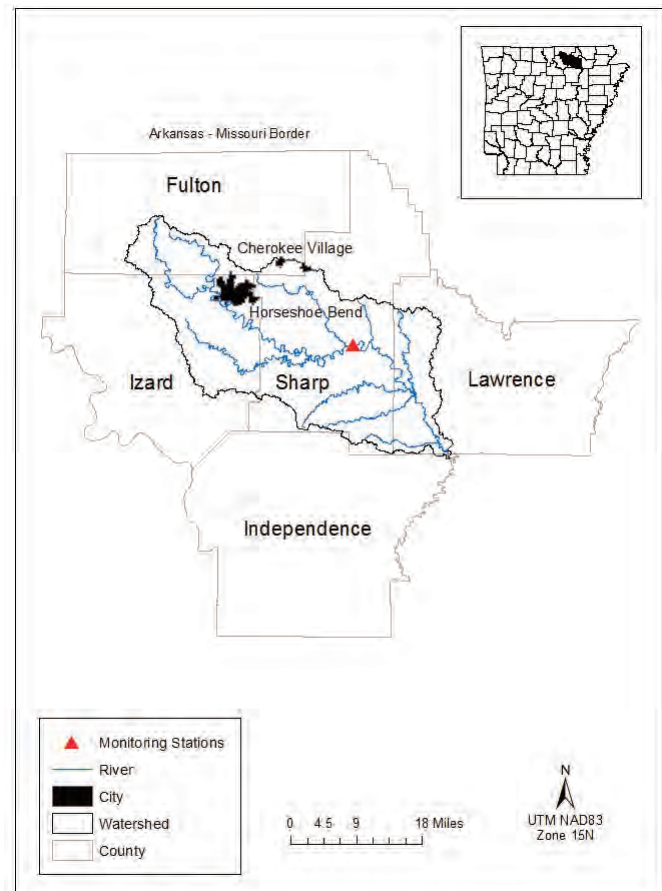 Arkansas - Missouri Border
Fulton
Cherokee Village
Horseshoe Bend
Izard
Sharp
Lawrence
Independence
Monitoring Stations
River
City
Watershed
County
0 4.5 9 18 Miles
N
UTM NAD83
Zone 15N